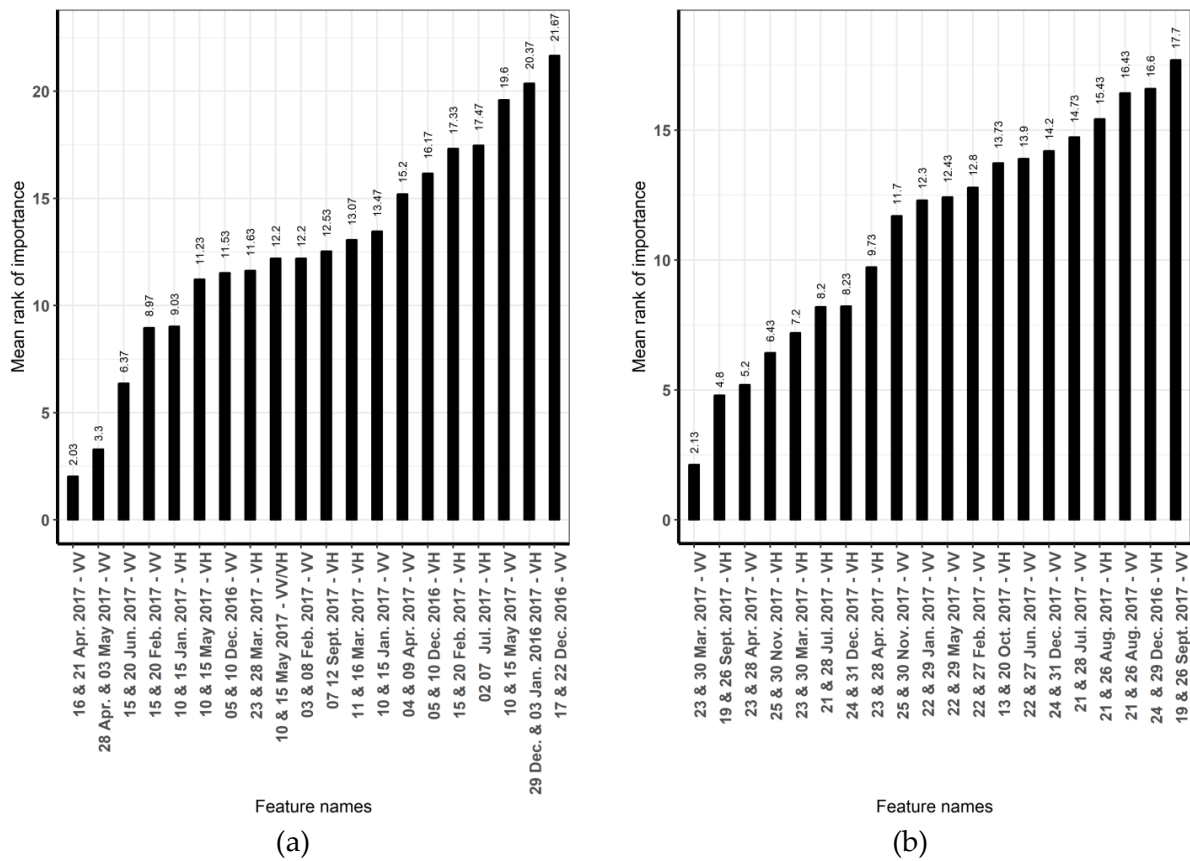 Mean rank of importance
20
15
10
5
0
2.03
3.3
6.37
8.97
9.03
11.23
11.53
11.63
12.2
12.2
12.53
13.07
13.47
15.2
16.17
17.33
17.47
19.6
20.37
21.67
16 & 21 Apr. 2017 - VV
28 Apr. & 03 May 2017 - VV
15 & 20 Jun. 2017 - VV
15 & 20 Feb. 2017 - VV
10 & 15 Jan. 2017 - VH
10 & 15 May 2017 - VH
05 & 10 Dec. 2016 - VV
23 & 28 Mar. 2017 - VH
10 & 15 May 2017 - VV/VH
03 & 08 Feb. 2017 - VV
07 12 Sept. 2017 - VH
11 & 16 Mar. 2017 - VH
10 & 15 Jan. 2017 - VV
04 & 09 Apr. 2017 - VV
05 & 10 Dec. 2016 - VH
15 & 20 Feb. 2017 - VH
02 07 Jul. 2017 - VH
10 & 15 May 2017 - VV
29 Dec. & 03 Jan. 2016 2017 - VH
17 & 22 Dec. 2016 - VV
Feature names
(a)
Mean rank of importance
15
10
5
0
2.13
4.8
5.2
6.43
7.2
8.2
8.23
9.73
11.7
12.3
12.43
12.8
13.73
13.9
14.2
14.73
15.43
16.43
16.6
17.7
23 & 30 Mar. 2017 - VV
19 & 26 Sept. 2017 - VH
23 & 28 Apr. 2017 - VV
25 & 30 Nov. 2017 - VH
23 & 30 Mar. 2017 - VH
21 & 28 Jul. 2017 - VH
24 & 31 Dec. 2017 - VH
23 & 28 Apr. 2017 - VH
25 & 30 Nov. 2017 - VV
22 & 29 Jan. 2017 - VV
22 & 29 May 2017 - VV
22 & 27 Feb. 2017 - VV
13 & 20 Oct. 2017 - VH
22 & 27 Jun. 2017 - VV
24 & 31 Dec. 2017 - VV
21 & 28 Jul. 2017 - VV
21 & 26 Aug. 2017 - VH
21 & 26 Aug. 2017 - VV
24 & 29 Dec. 2016 - VV
19 & 26 Sept. 2017 - VV
Feature names
(b)